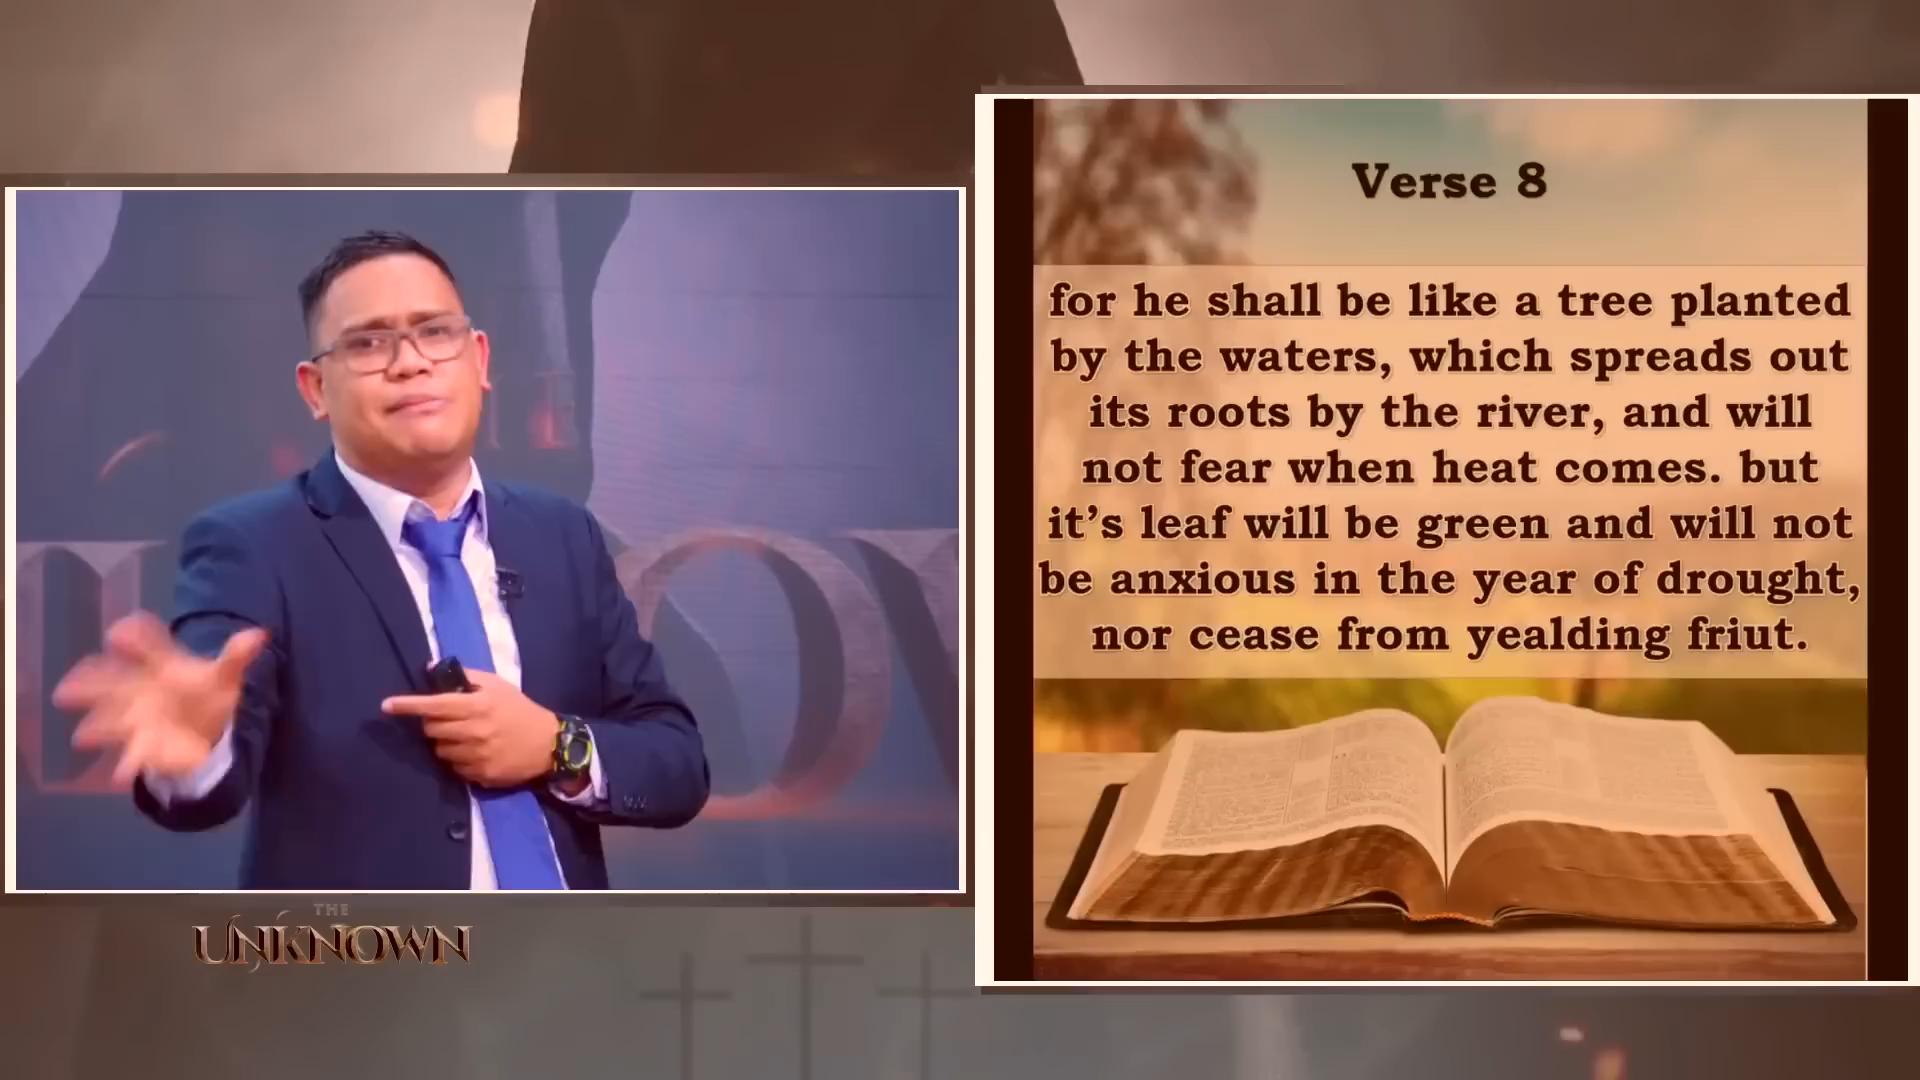 Verse 8
for he shall be like a tree planted
by the waters, which spreads out
its roots by the river, and will
not fear when heat comes. but
it’s leaf will be green and will not
be anxious in the year of drought,
nor cease from yealding friut.
THE
UNKNOWN